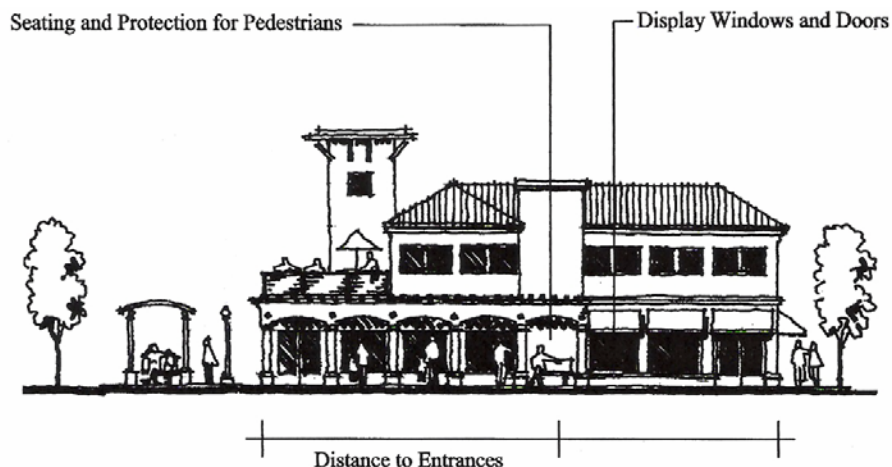 Seating and Protection for Pedestrians
Display Windows and Doors
Distance to Entrances